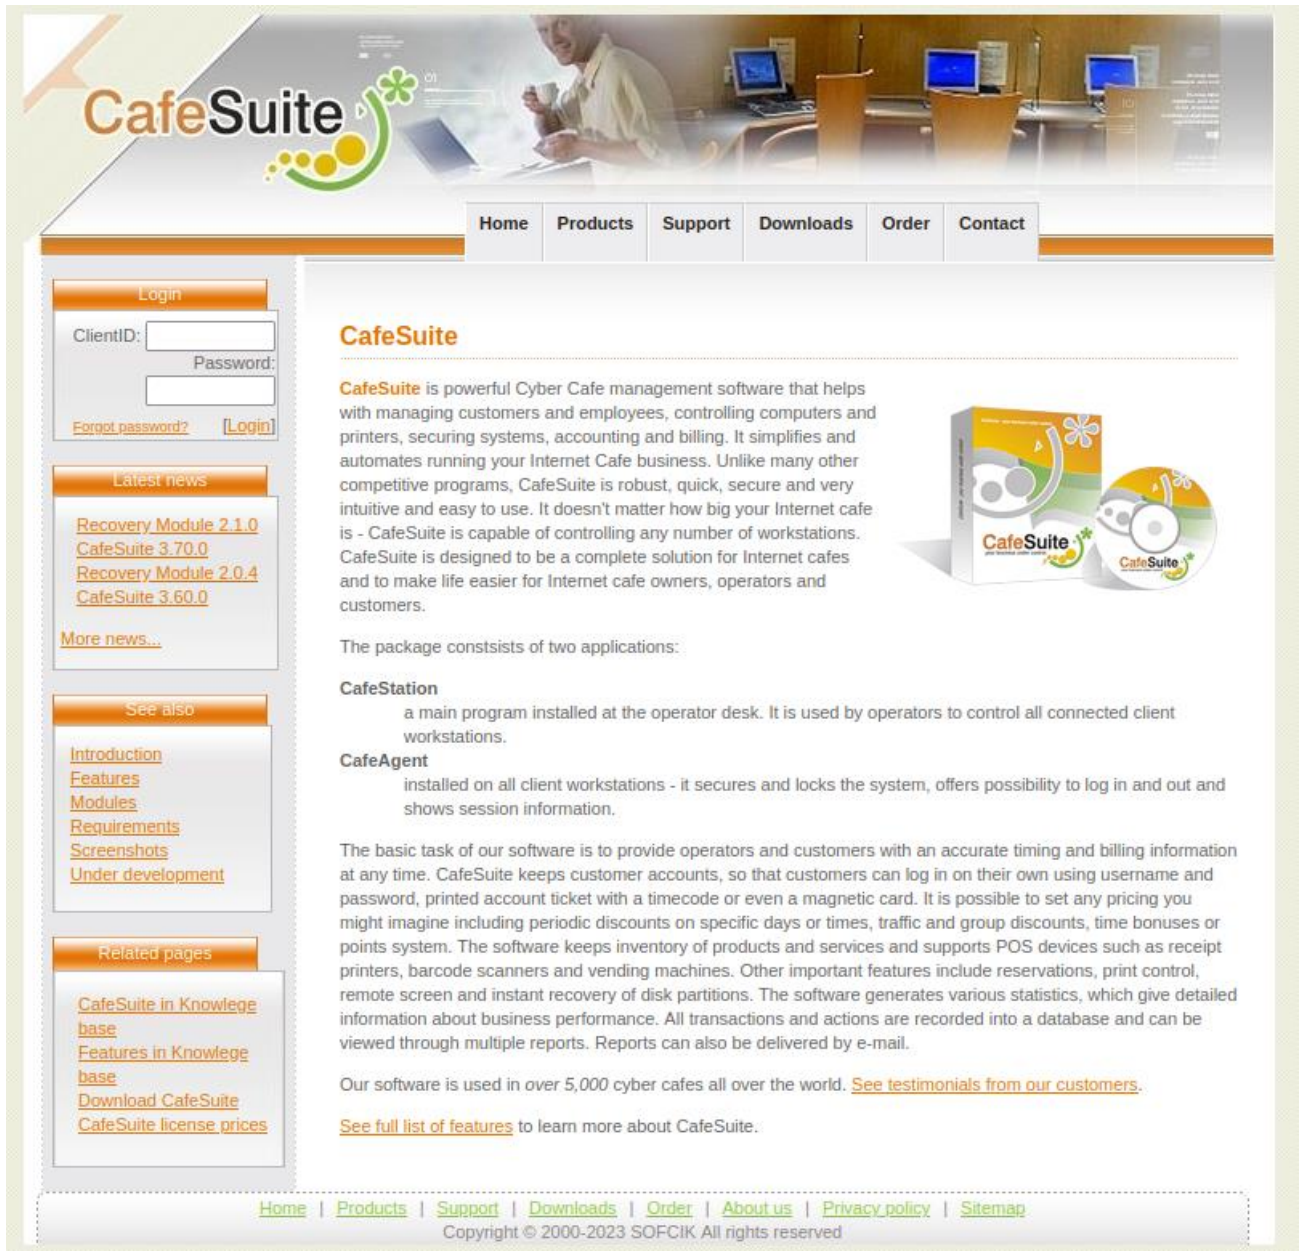 CafeSuite
01
Home
Products
Support
Downloads
Order
Contact
Login
ClientID:
Password:
Forgot password? [Login]
Latest news
Recovery Module 2.1.0
CafeSuite 3.70.0
Recovery Module 2.0.4
CafeSuite 3.60.0
More news...
See also
Introduction
Features
Modules
Requirements
Screenshots
Under development
Related pages
CafeSuite in Knowlege
base
Features in Knowlege
base
Download CafeSuite
CafeSuite license prices
CafeSuite
CafeSuite is powerful Cyber Cafe management software that helps
with managing customers and employees, controlling computers and
printers, securing systems, accounting and billing. It simplifies and
automates running your Internet Cafe business. Unlike many other
competitive programs, CafeSuite is robust, quick, secure and very
intuitive and easy to use. It doesn't matter how big your Internet cafe
is - CafeSuite is capable of controlling any number of workstations.
CafeSuite is designed to be a complete solution for Internet cafes
and to make life easier for Internet cafe owners, operators and
customers.
CafeSuite
CafeSuite
The package constsists of two applications:
CafeStation
a main program installed at the operator desk. It is used by operators to control all connected client
workstations.
CafeAgent
installed on all client workstations - it secures and locks the system, offers possibility to log in and out and
shows session information.
The basic task of our software is to provide operators and customers with an accurate timing and billing information
at any time. CafeSuite keeps customer accounts, so that customers can log in on their own using username and
password, printed account ticket with a timecode or even a magnetic card. It is possible to set any pricing you
might imagine including periodic discounts on specific days or times, traffic and group discounts, time bonuses or
points system. The software keeps inventory of products and services and supports POS devices such as receipt
printers, barcode scanners and vending machines. Other important features include reservations, print control,
remote screen and instant recovery of disk partitions. The software generates various statistics, which give detailed
information about business performance. All transactions and actions are recorded into a database and can be
viewed through multiple reports. Reports can also be delivered by e-mail.
Our software is used in over 5,000 cyber cafes all over the world. See testimonials from our customers.
See full list of features to learn more about CafeSuite.
Home | Products | Support | Downloads | Order | About us | Privacy policy | Sitemap
Copyright © 2000-2023 SOFCIK All rights reserved